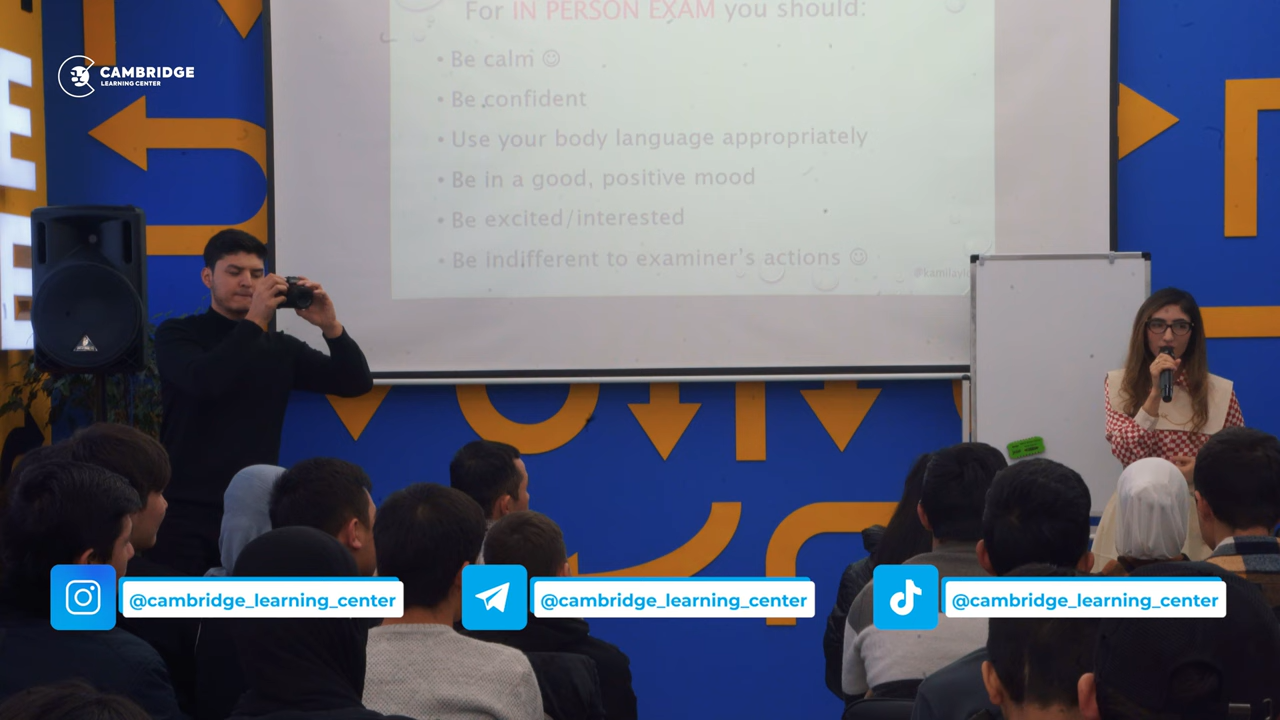 For IN PERSON EXAM you should:
CAMBRIDGE
LEARNING CENTER
• Be calm ☺
• Be confident
• Use your body language appropriately
• Be in a good, positive mood
• Be excited/interested
• Be indifferent to examiner's actions ☺
E
E
E
@cambridge_learning_center
@cambridge_learning_center
@cambridge_learning_center